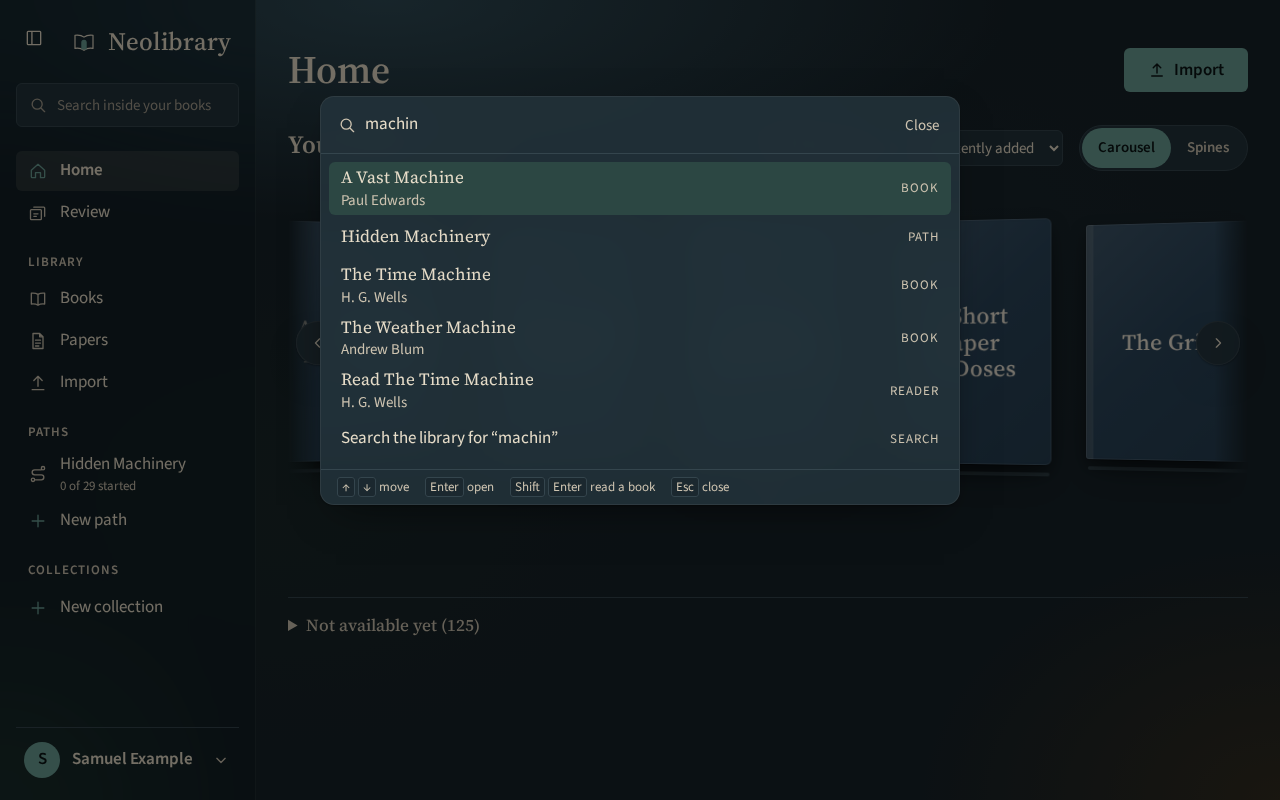 Neolibrary
Search inside your books
Home
Review
LIBRARY
Books
Papers
Import
PATHS
Hidden Machinery
0 of 29 started
New path
COLLECTIONS
New collection
S Samuel Example
Home
Import
Carousel
Spines
machin
Close
A Vast Machine
Paul Edwards
BOOK
Hidden Machinery
PATH
The Time Machine
H. G. Wells
BOOK
The Weather Machine
Andrew Blum
BOOK
Read The Time Machine
H. G. Wells
READER
Search the library for “machin”
SEARCH
↑ ↓ move Enter open Shift Enter read a book Esc close
Short
Doses
The
Not available yet (125)